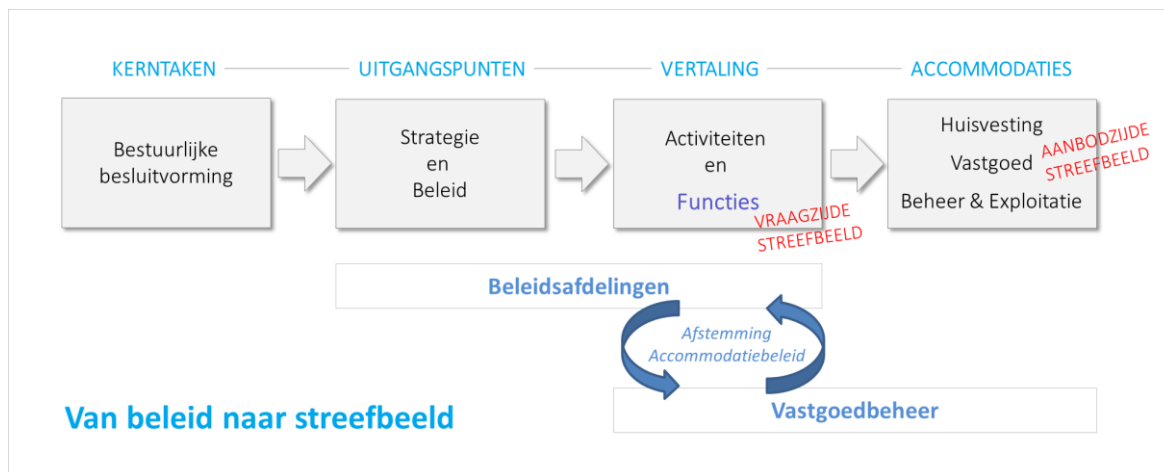 KERNTAKEN
UITGANGSPUNTEN
VERTALING
ACCOMMODATIES
Bestuurlijke
besluitvorming
Strategie
en
Beleid
Activiteiten
en
Functies
VRAAGZIJDE
STREEFBEELD
Huisvesting
Vastgoed
Beheer & Exploitatie
AANBODZIJDE
STREEFBEELD
Beleidsafdelingen
Afstemming
Accommodatiebeleid
Vastgoedbeheer
Van beleid naar streefbeeld